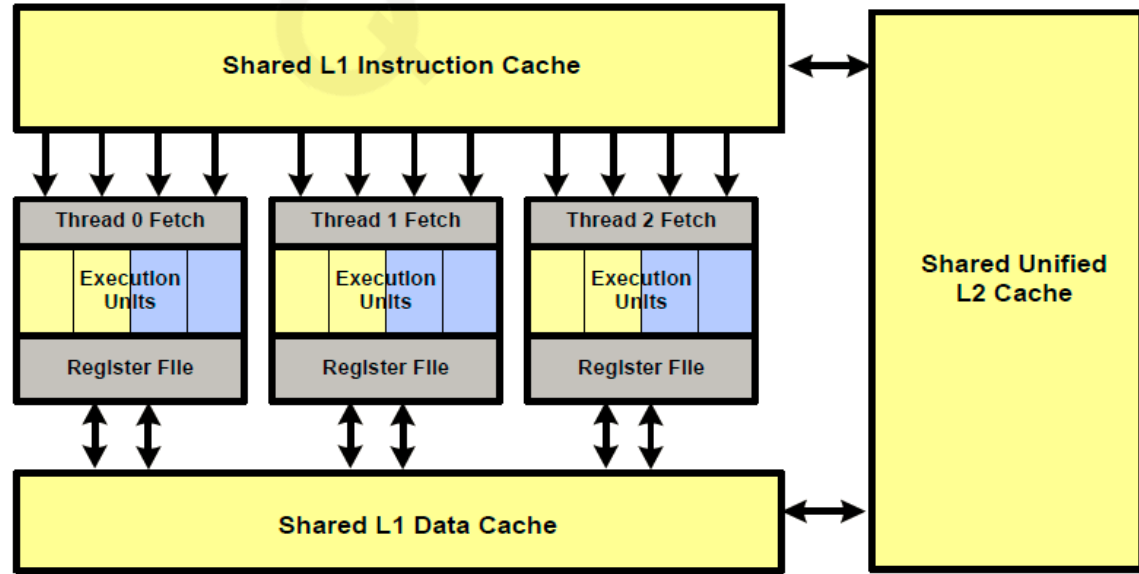 Shared L1 Instruction Cache
Thread 0 Fetch
Thread 1 Fetch
Thread 2 Fetch
Execution
Units
Execution
Units
Execution
Units
Register File
Register File
Register File
Shared L1 Data Cache
Shared Unified
L2 Cache